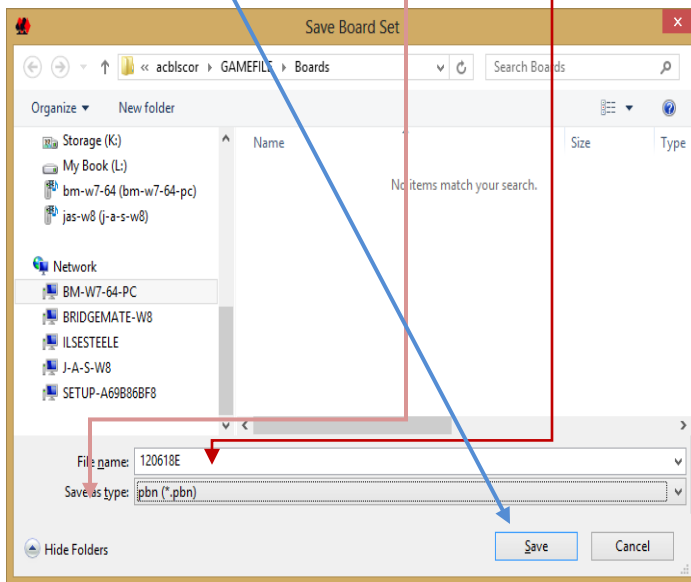 Save Board Set
x
« acblscor ▸ GAMEFILE ▸ Boards
Search Boards
Organize ▾ New folder
Name Size Type
Storage (K:)
My Book (L:)
bm-w7-64 (bm-w7-64-pc)
jas-w8 (j-a-s-w8)
No items match your search.
Network
BM-W7-64-PC
BRIDGEMATE-W8
ILSESTEELE
J-A-S-W8
SETUP-A69B86BF8
File name: 120618E
Save as type: pbn (*.pbn)
Hide Folders
Save Cancel